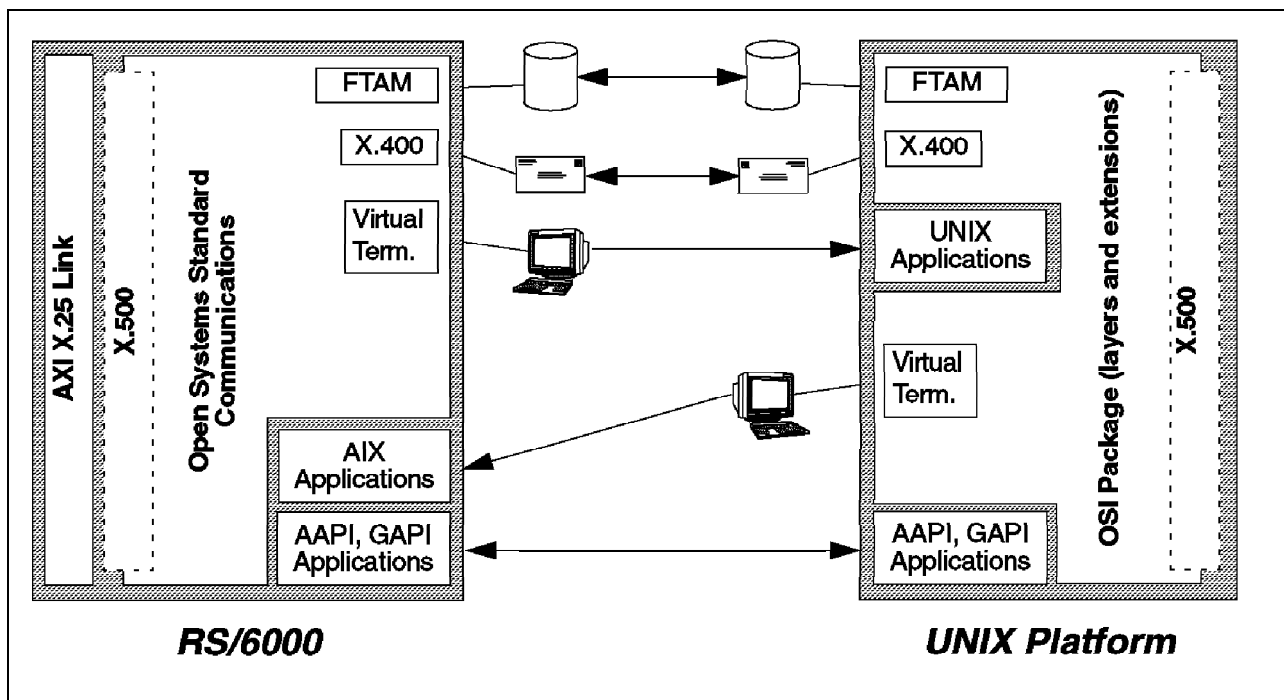 AXI X.25 Link
X.500
Open Systems Standard
Communications
FTAM
X.400
Virtual
Term.
AIX
Applications
AAPI, GAPI
Applications
RS/6000
FTAM
X.400
UNIX
Applications
Virtual
Term.
AAPI, GAPI
Applications
OSI Package (layers and extensions)
X.500
UNIX Platform